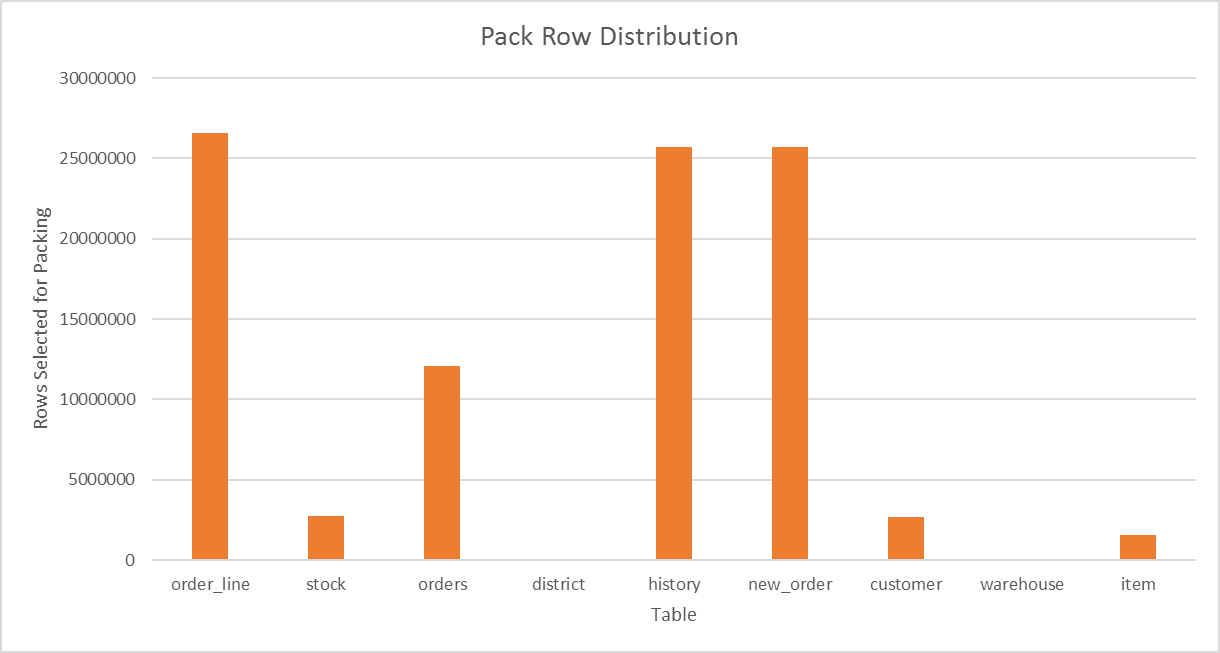 Pack Row Distribution
30000000
25000000
20000000
15000000
10000000
5000000
0
Rows Selected for Packing
order_line stock orders district history new_order customer warehouse item
Table